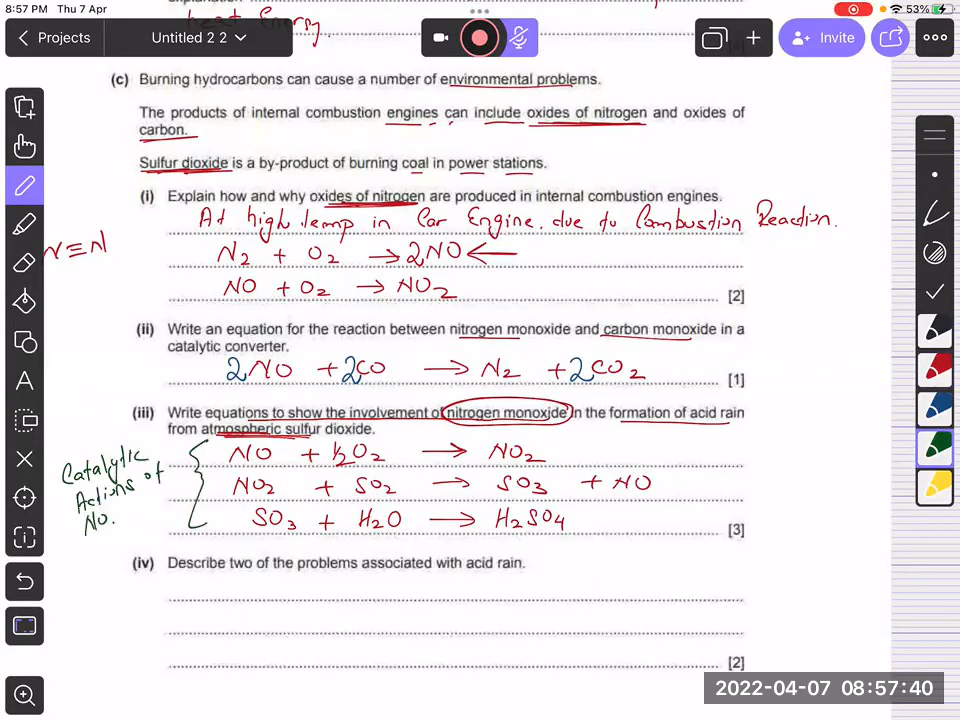 8:57 PM Thu 7 Apr
53%
explanation
heat Energy.
Projects
Untitled 2 2
Invite
(c) Burning hydrocarbons can cause a number of environmental problems.
The products of internal combustion engines can include oxides of nitrogen and oxides of
carbon.
Sulfur dioxide is a by-product of burning coal in power stations.
(i) Explain how and why oxides of nitrogen are produced in internal combustion engines.
At high temp in Car Engine. due to Combustion Reaction.
N≡N
N2 + O2 → 2NO ←
NO + O2 → NO2
[2]
(ii) Write an equation for the reaction between nitrogen monoxide and carbon monoxide in a
catalytic converter.
2NO + 2CO → N2 + 2CO2
[1]
(iii) Write equations to show the involvement of nitrogen monoxide in the formation of acid rain
from atmospheric sulfur dioxide.
Catalytic
Actions of
NO.
NO + ½O2 → NO2
NO2 + SO2 → SO3 + NO
SO3 + H2O → H2SO4
[3]
(iv) Describe two of the problems associated with acid rain.
[2]
2022-04-07 08:57:40